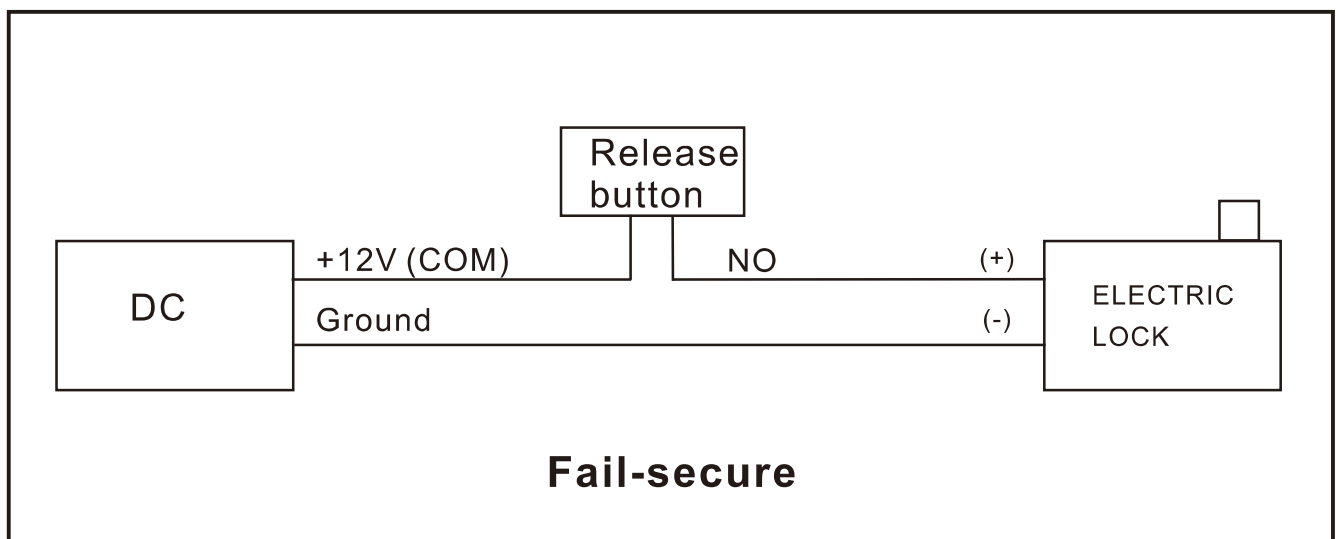 Release
button
+12V (COM)
NO
(+)
DC
Ground
(-)
ELECTRIC
LOCK
Fail-secure